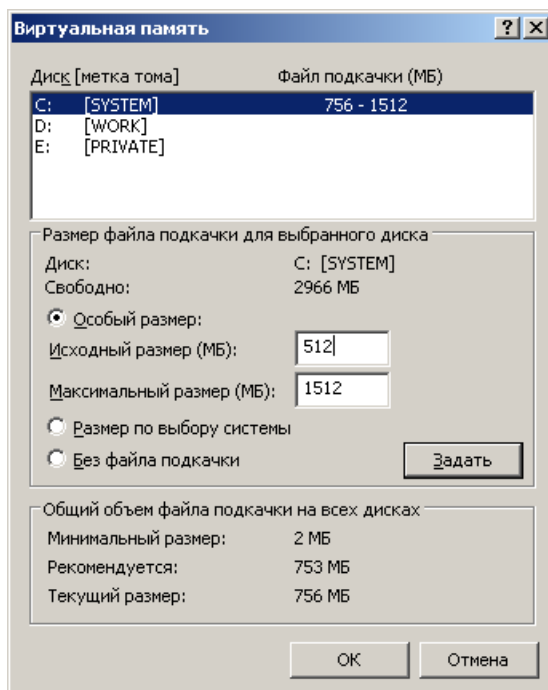 Виртуальная память
Диск [метка тома] Файл подкачки (МБ)
C: [SYSTEM] 756 - 1512
D: [WORK]
E: [PRIVATE]
Размер файла подкачки для выбранного диска
Диск: C: [SYSTEM]
Свободно: 2966 МБ
Особый размер:
Исходный размер (МБ): 512
Максимальный размер (МБ): 1512
Размер по выбору системы
Без файла подкачки Задать
Общий объем файла подкачки на всех дисках
Минимальный размер: 2 МБ
Рекомендуется: 753 МБ
Текущий размер: 756 МБ
ОК Отмена